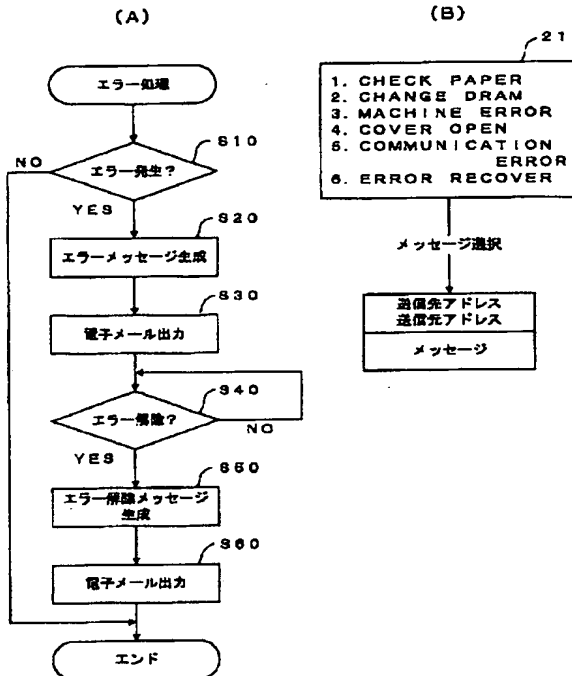 (A)
エラー処理
S10
NO
エラー発生?
YES
S20
エラーメッセージ生成
S30
電子メール出力
S40
エラー解除?
NO
YES
S50
エラー解除メッセージ
生成
S60
電子メール出力
エンド
(B)
21
1. CHECK PAPER
2. CHANGE DRAM
3. MACHINE ERROR
4. COVER OPEN
5. COMMUNICATION
ERROR
6. ERROR RECOVER
メッセージ選択
送信先アドレス
送信元アドレス
メッセージ